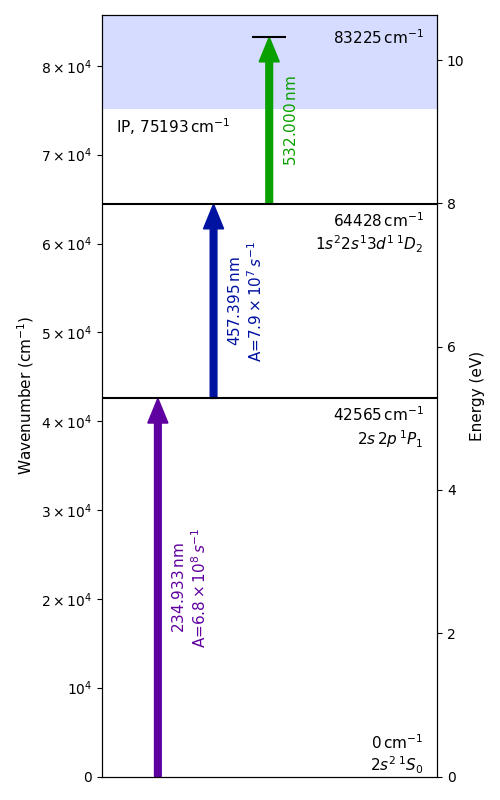 83225 cm⁻¹
IP, 75193 cm⁻¹
532.000 nm
64428 cm⁻¹
1s²2s¹3d¹ ¹D₂
457.395 nm
A=7.9 × 10⁷ s⁻¹
42565 cm⁻¹
2s 2p ¹P₁
234.933 nm
A=6.8 × 10⁸ s⁻¹
0 cm⁻¹
2s² ¹S₀
Wavenumber (cm⁻¹)
8 × 10⁴
7 × 10⁴
6 × 10⁴
5 × 10⁴
4 × 10⁴
3 × 10⁴
2 × 10⁴
10⁴
0
Energy (eV)
10
8
6
4
2
0